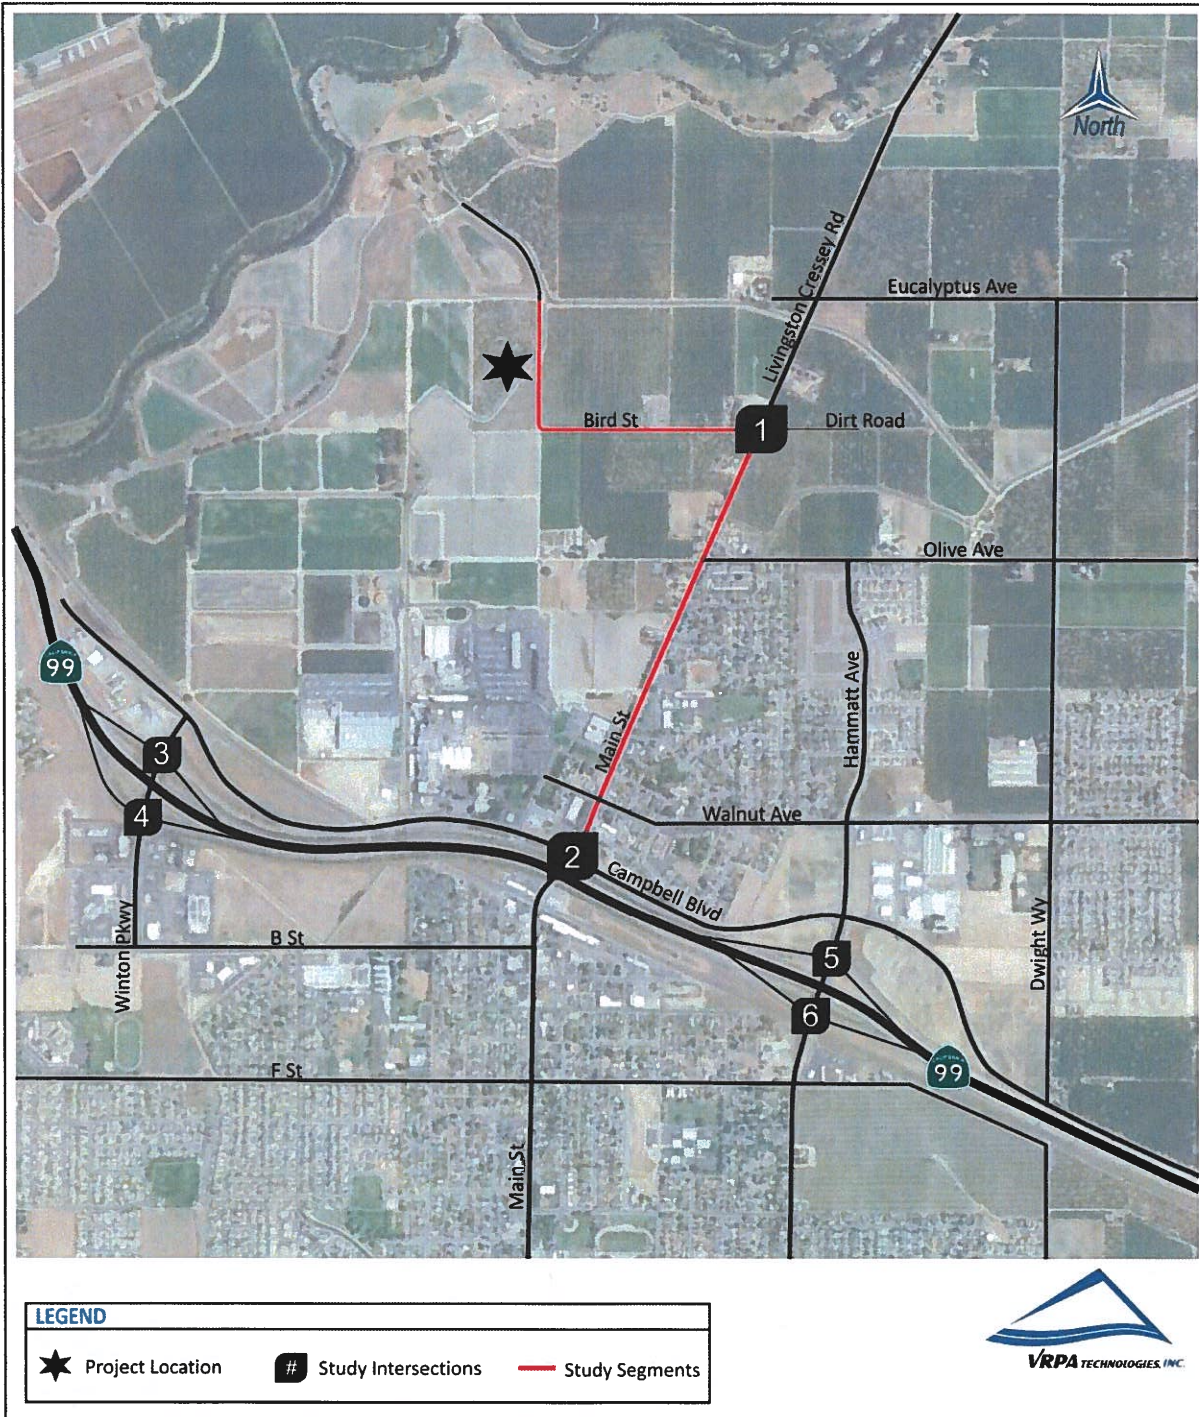 North
Livingston Cressey Rd
Eucalyptus Ave
Bird St
1
Dirt Road
Olive Ave
CALIFORNIA
99
Hammatt Ave
Main St
3
4
Walnut Ave
2
Campbell Blvd
Winton Pkwy
B St
5
Dwight Wy
6
F St
CALIFORNIA
99
Main St
LEGEND
Project Location
# Study Intersections
Study Segments
VRPA TECHNOLOGIES, INC.